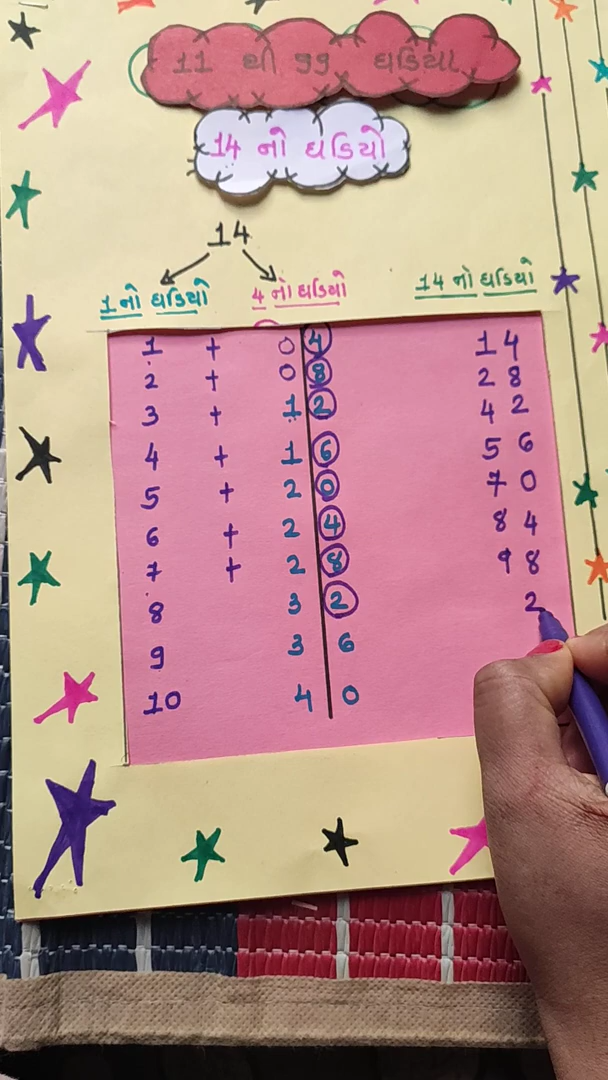 11 થી 99 ઘડિયા
14 નો ઘડિયો
14
1 નો ઘડિયો 4 નો ઘડિયો 14 નો ઘડિયો
1 + 0 4 14
2 + 0 8 28
3 + 1 2 42
4 + 1 6 56
5 + 2 0 70
6 + 2 4 84
7 + 2 8 98
8 3 2 2
9 3 6
10 4 0